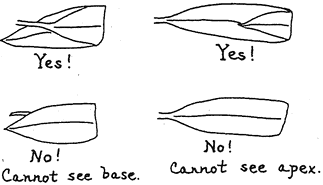 Yes!
Yes!
No!
Cannot see base.
No!
Cannot see apex.